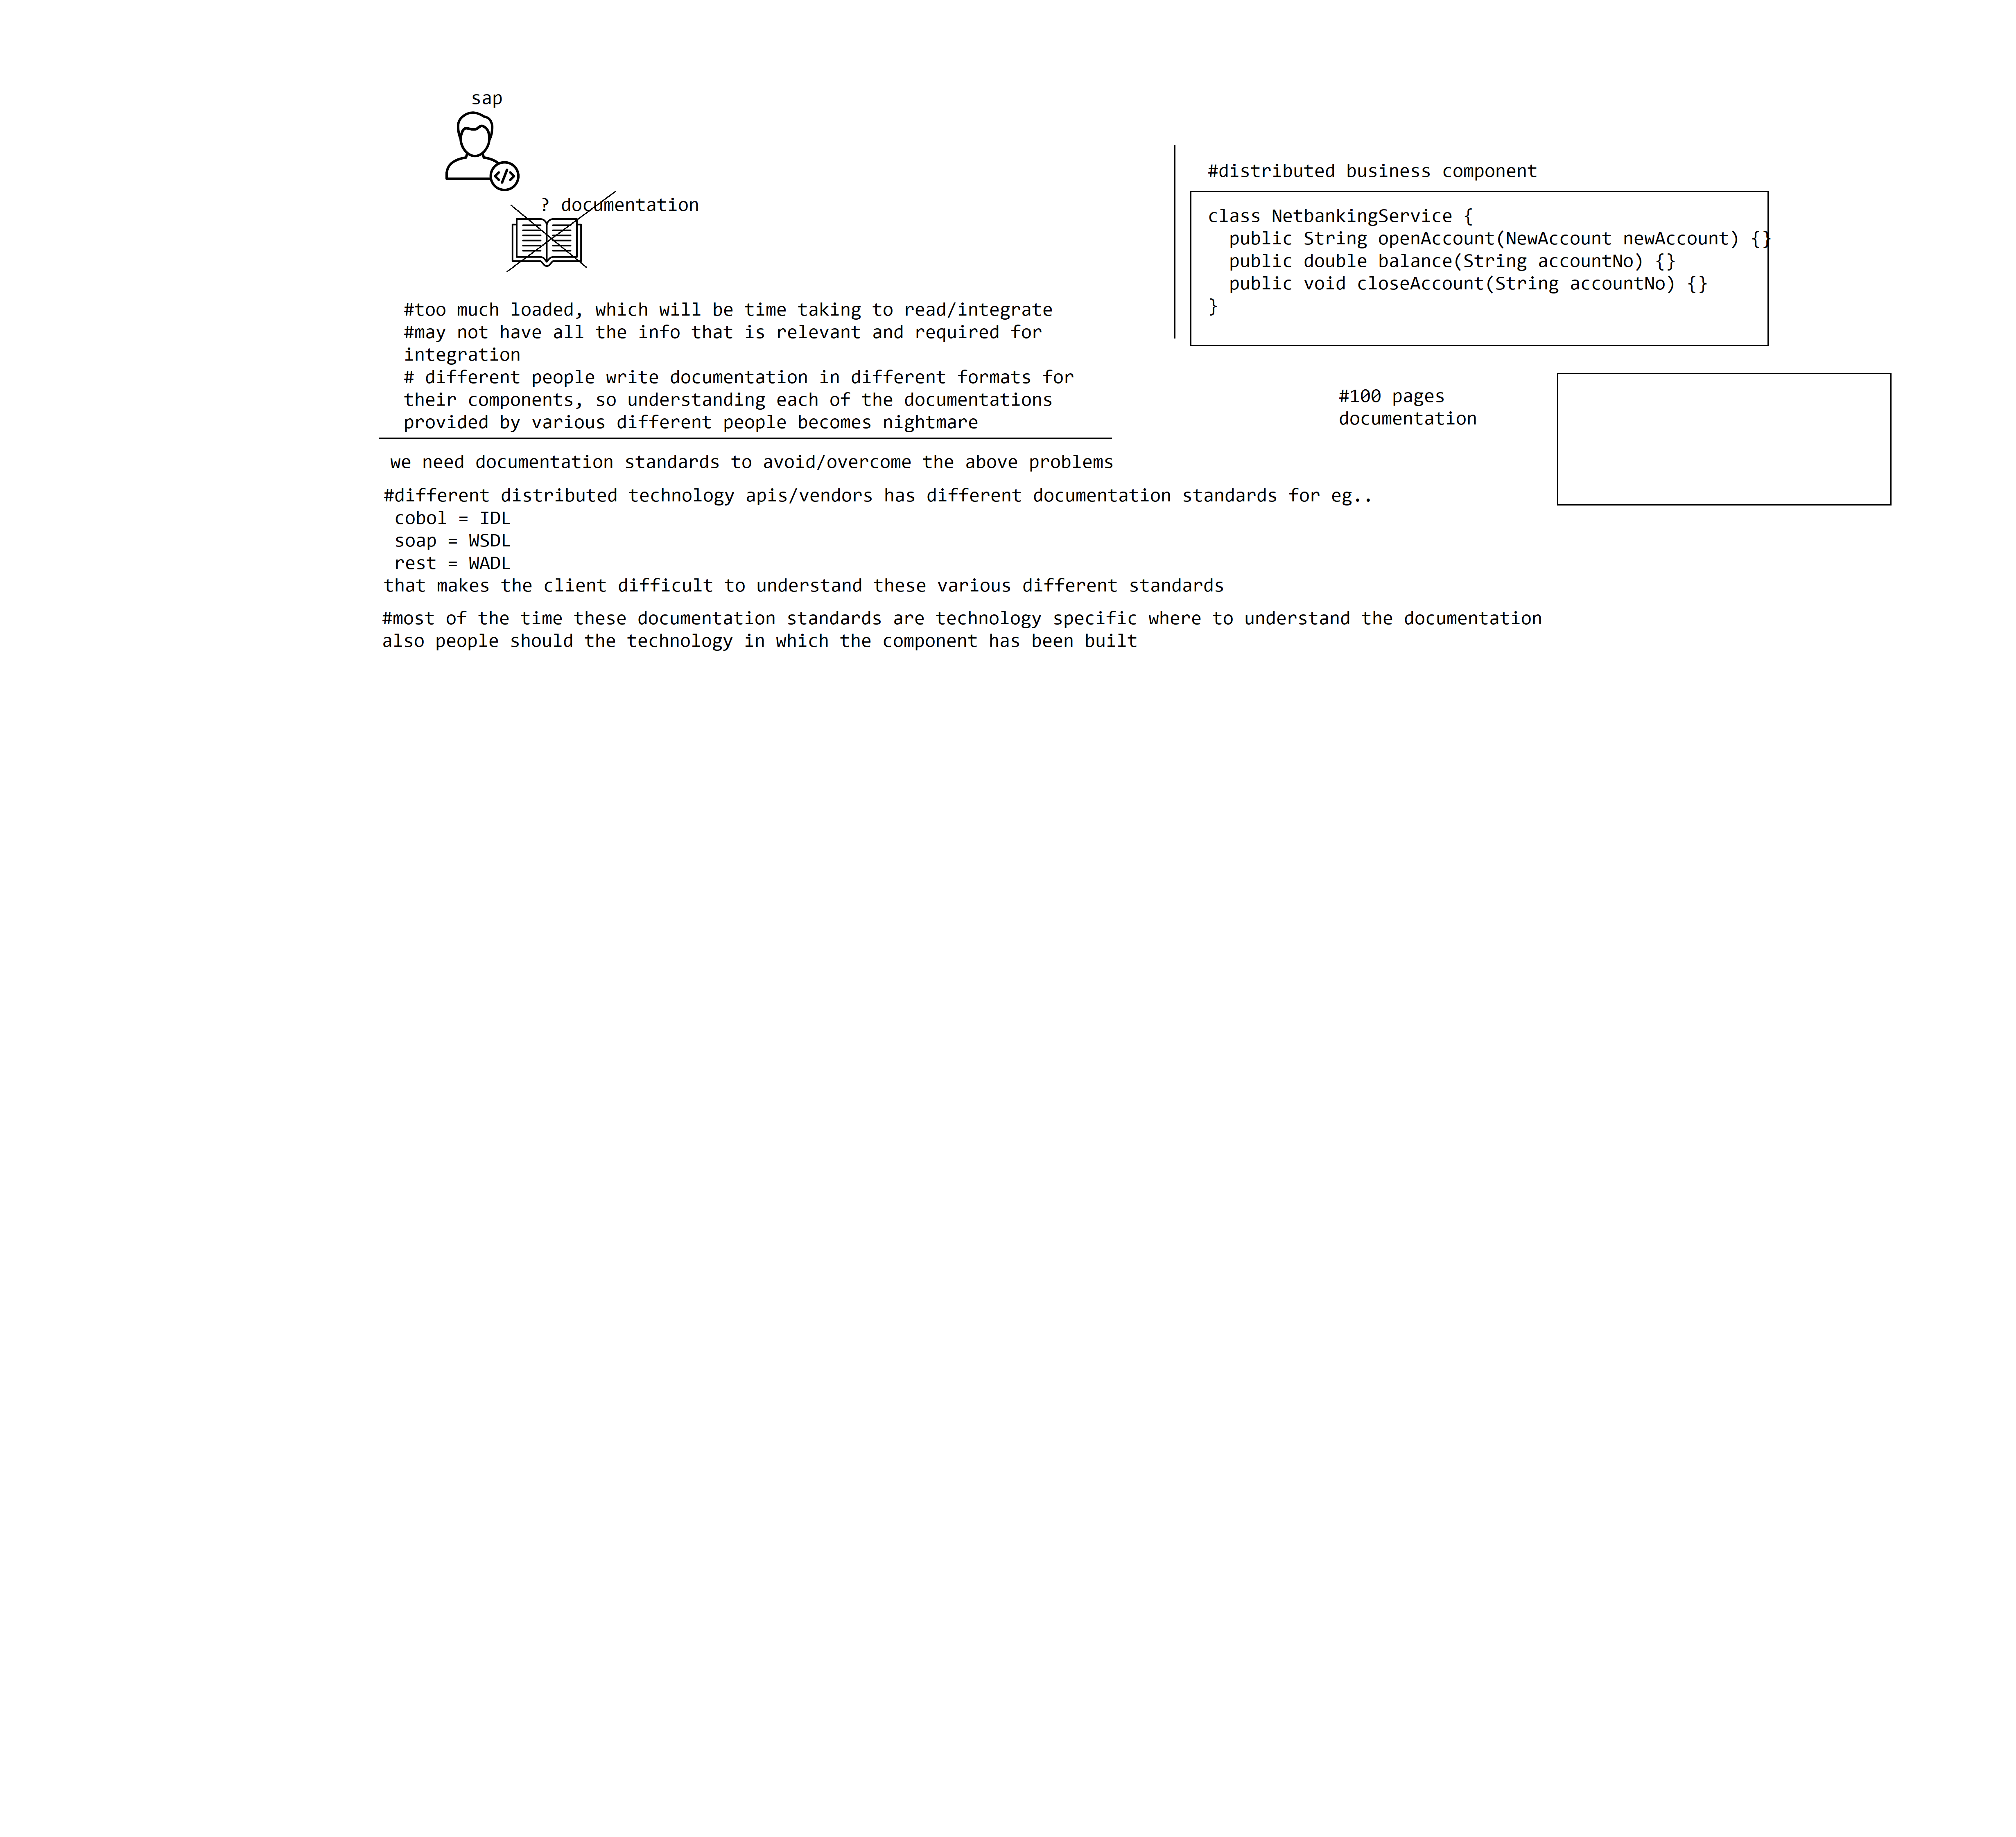 sap
? documentation
#too much loaded, which will be time taking to read/integrate
#may not have all the info that is relevant and required for
integration
# different people write documentation in different formats for
their components, so understanding each of the documentations
provided by various different people becomes nightmare
#distributed business component
class NetbankingService {
  public String openAccount(NewAccount newAccount) {}
  public double balance(String accountNo) {}
  public void closeAccount(String accountNo) {}
}
#100 pages
documentation
we need documentation standards to avoid/overcome the above problems
#different distributed technology apis/vendors has different documentation standards for eg..
cobol = IDL
soap = WSDL
rest = WADL
that makes the client difficult to understand these various different standards
#most of the time these documentation standards are technology specific where to understand the documentation
also people should the technology in which the component has been built